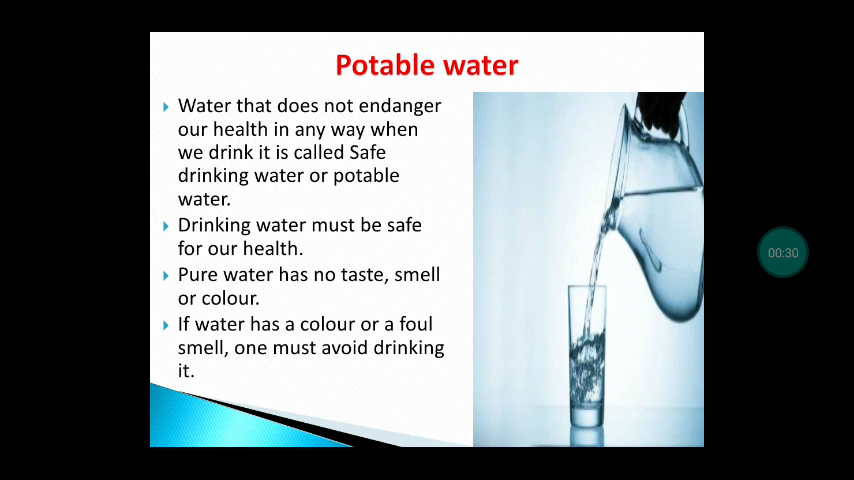 Potable water
Water that does not endanger
our health in any way when
we drink it is called Safe
drinking water or potable
water.
Drinking water must be safe
for our health.
Pure water has no taste, smell
or colour.
If water has a colour or a foul
smell, one must avoid drinking
it.
00:30